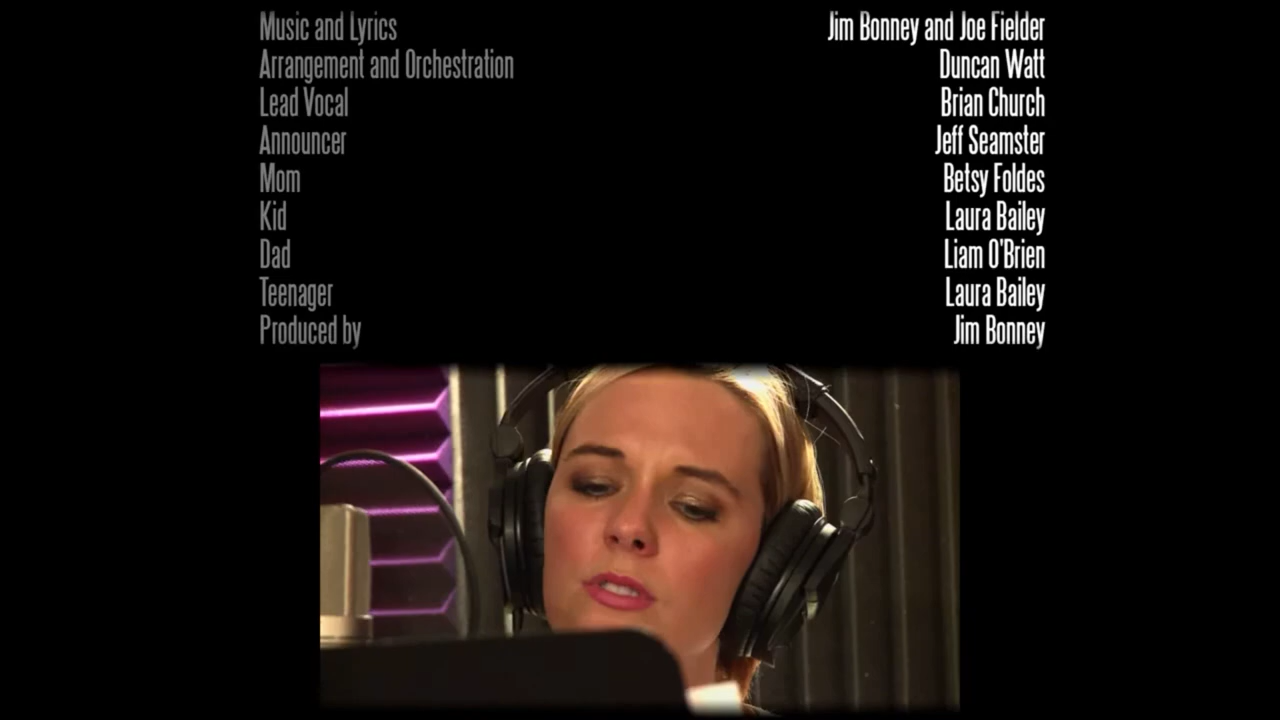 Music and Lyrics Jim Bonney and Joe Fielder
Arrangement and Orchestration Duncan Watt
Lead Vocal Brian Church
Announcer Jeff Seamster
Mom Betsy Foldes
Kid Laura Bailey
Dad Liam O'Brien
Teenager Laura Bailey
Produced by Jim Bonney